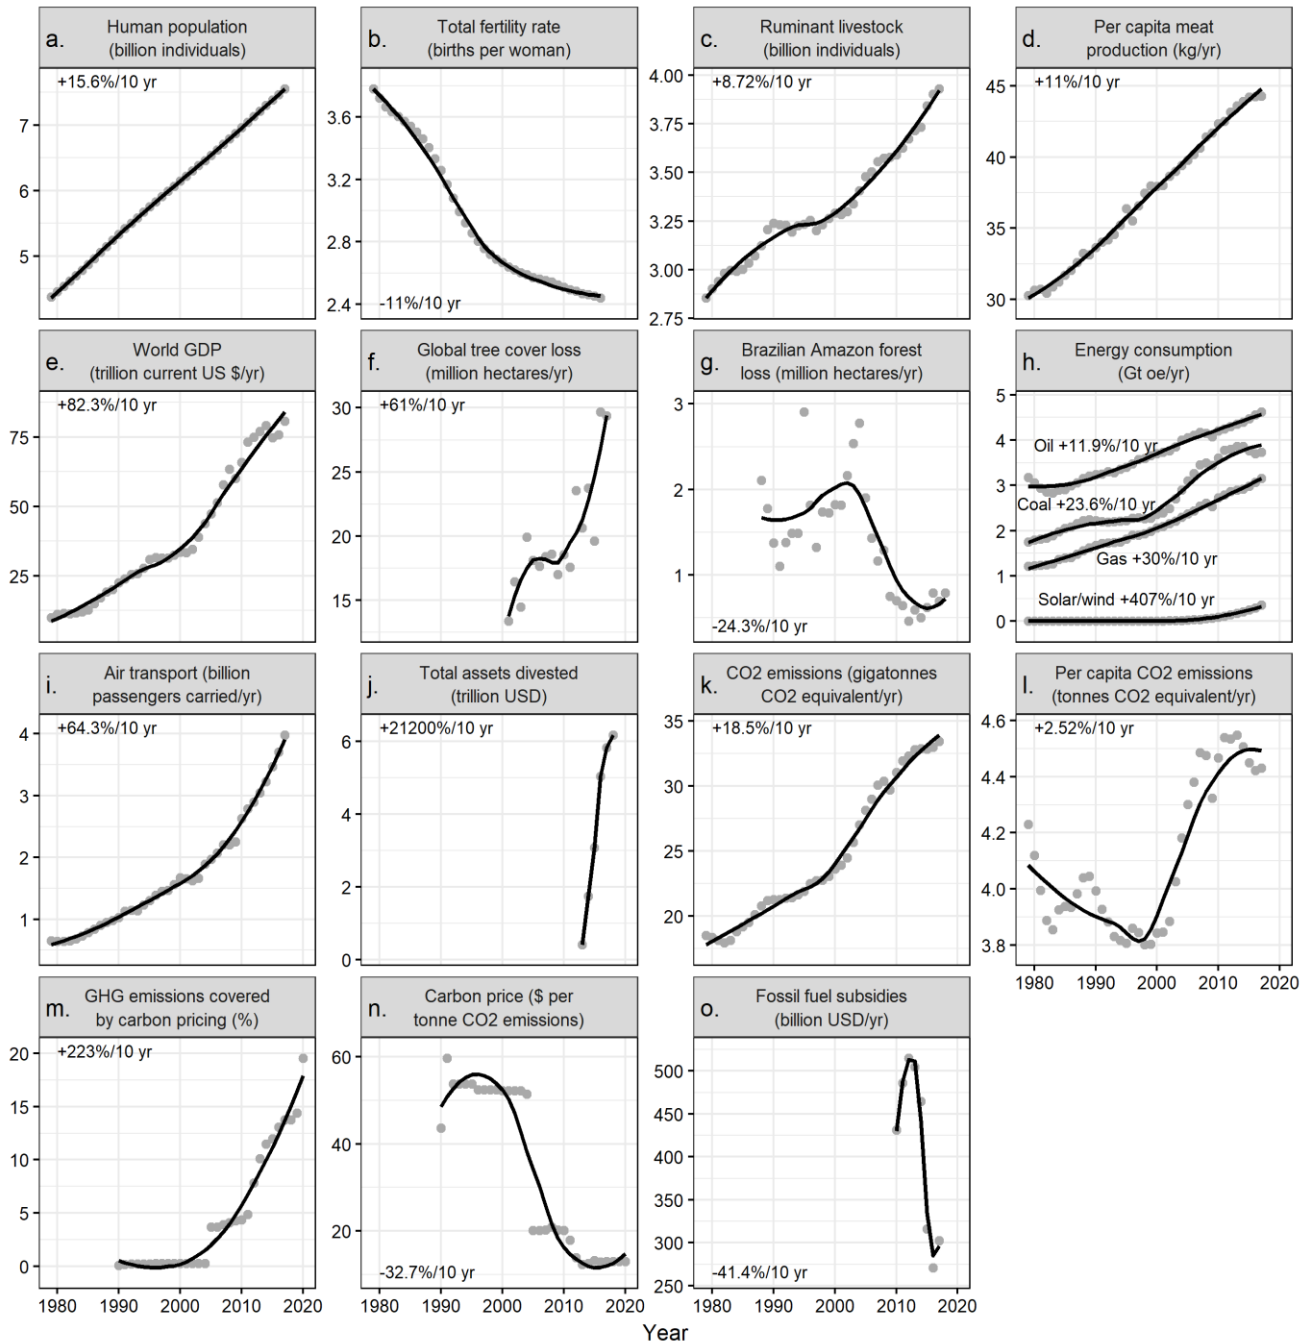 a. Human population
(billion individuals)
b. Total fertility rate
(births per woman)
c. Ruminant livestock
(billion individuals)
d. Per capita meat
production (kg/yr)
+15.6%/10 yr
7
6
5
3.6
3.2
2.8
2.4
-11%/10 yr
4.00
3.75
3.50
3.25
3.00
2.75
+8.72%/10 yr
45
40
35
30
+11%/10 yr
e. World GDP
(trillion current US $/yr)
f. Global tree cover loss
(million hectares/yr)
g. Brazilian Amazon forest
loss (million hectares/yr)
h. Energy consumption
(Gt oe/yr)
+82.3%/10 yr
75
50
25
+61%/10 yr
30
25
20
15
3
2
1
-24.3%/10 yr
5
4
3
2
1
0
Oil +11.9%/10 yr
Coal +23.6%/10 yr
Gas +30%/10 yr
Solar/wind +407%/10 yr
i. Air transport (billion
passengers carried/yr)
j. Total assets divested
(trillion USD)
k. CO2 emissions (gigatonnes
CO2 equivalent/yr)
l. Per capita CO2 emissions
(tonnes CO2 equivalent/yr)
+64.3%/10 yr
4
3
2
1
+21200%/10 yr
6
4
2
0
+18.5%/10 yr
35
30
25
20
+2.52%/10 yr
4.6
4.4
4.2
4.0
3.8
1980 1990 2000 2010 2020
m. GHG emissions covered
by carbon pricing (%)
n. Carbon price ($ per
tonne CO2 emissions)
o. Fossil fuel subsidies
(billion USD/yr)
+223%/10 yr
20
15
10
5
0
60
40
20
-32.7%/10 yr
500
450
400
350
300
250
-41.4%/10 yr
1980 1990 2000 2010 2020
1980 1990 2000 2010 2020
1980 1990 2000 2010 2020
Year